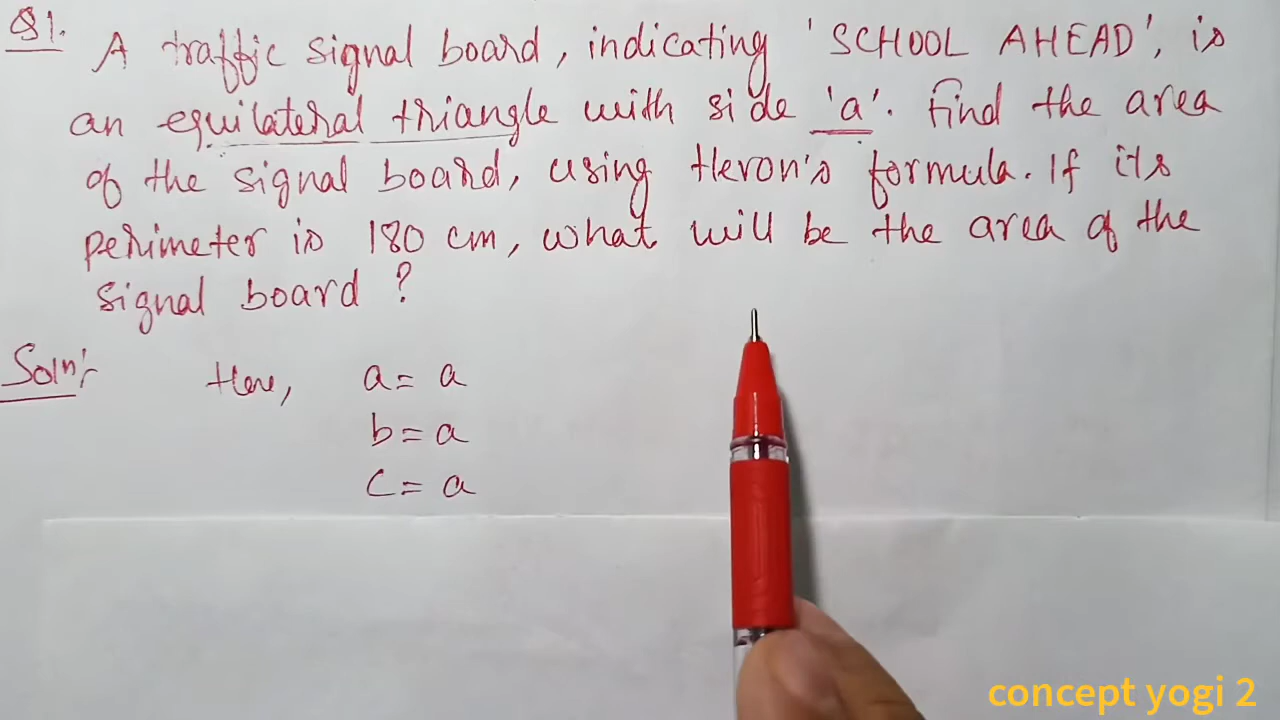 Q1. A traffic signal board, indicating 'SCHOOL AHEAD', is
an equilateral triangle with side 'a'. Find the area
of the signal board, using Heron's formula. If its
perimeter is 180 cm, what will be the area of the
signal board ?
Soln:- Here, a = a
b = a
c = a
concept yogi 2